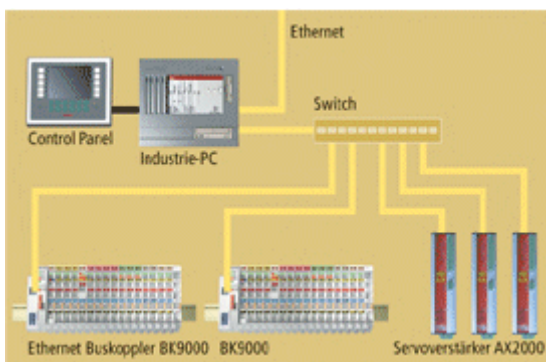 Ethernet
Switch
Control Panel
Industrie-PC
Ethernet Buskoppler BK9000
BK9000
Servoverstärker AX2000